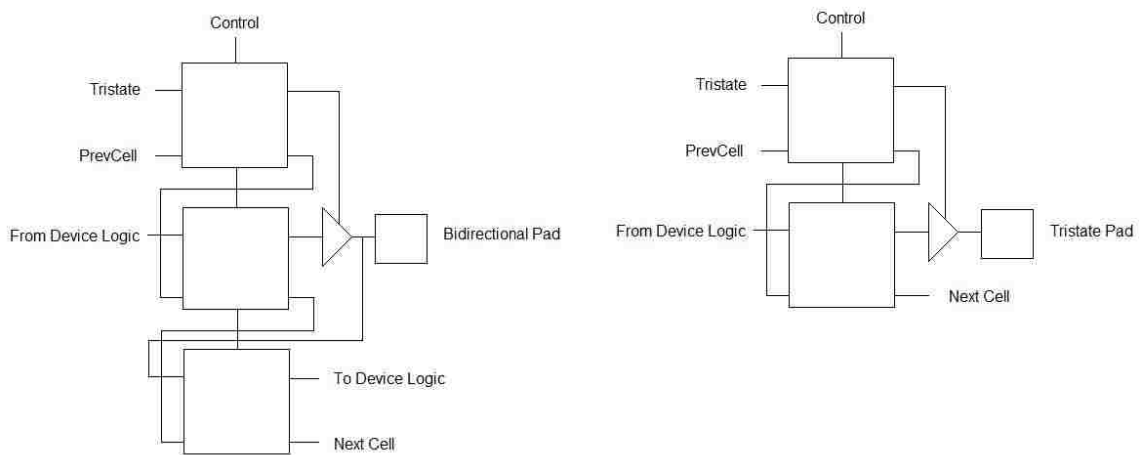 Control
Tristate
PrevCell
From Device Logic
Bidirectional Pad
To Device Logic
Next Cell
Control
Tristate
PrevCell
From Device Logic
Tristate Pad
Next Cell